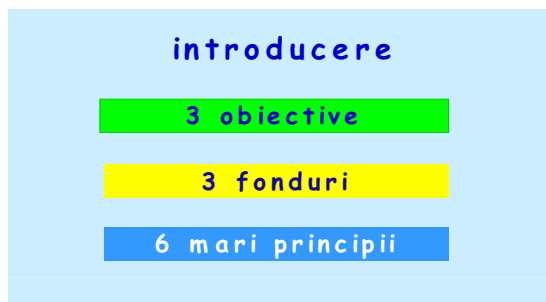 introducere
3 obiective
3 fonduri
6 mari principii